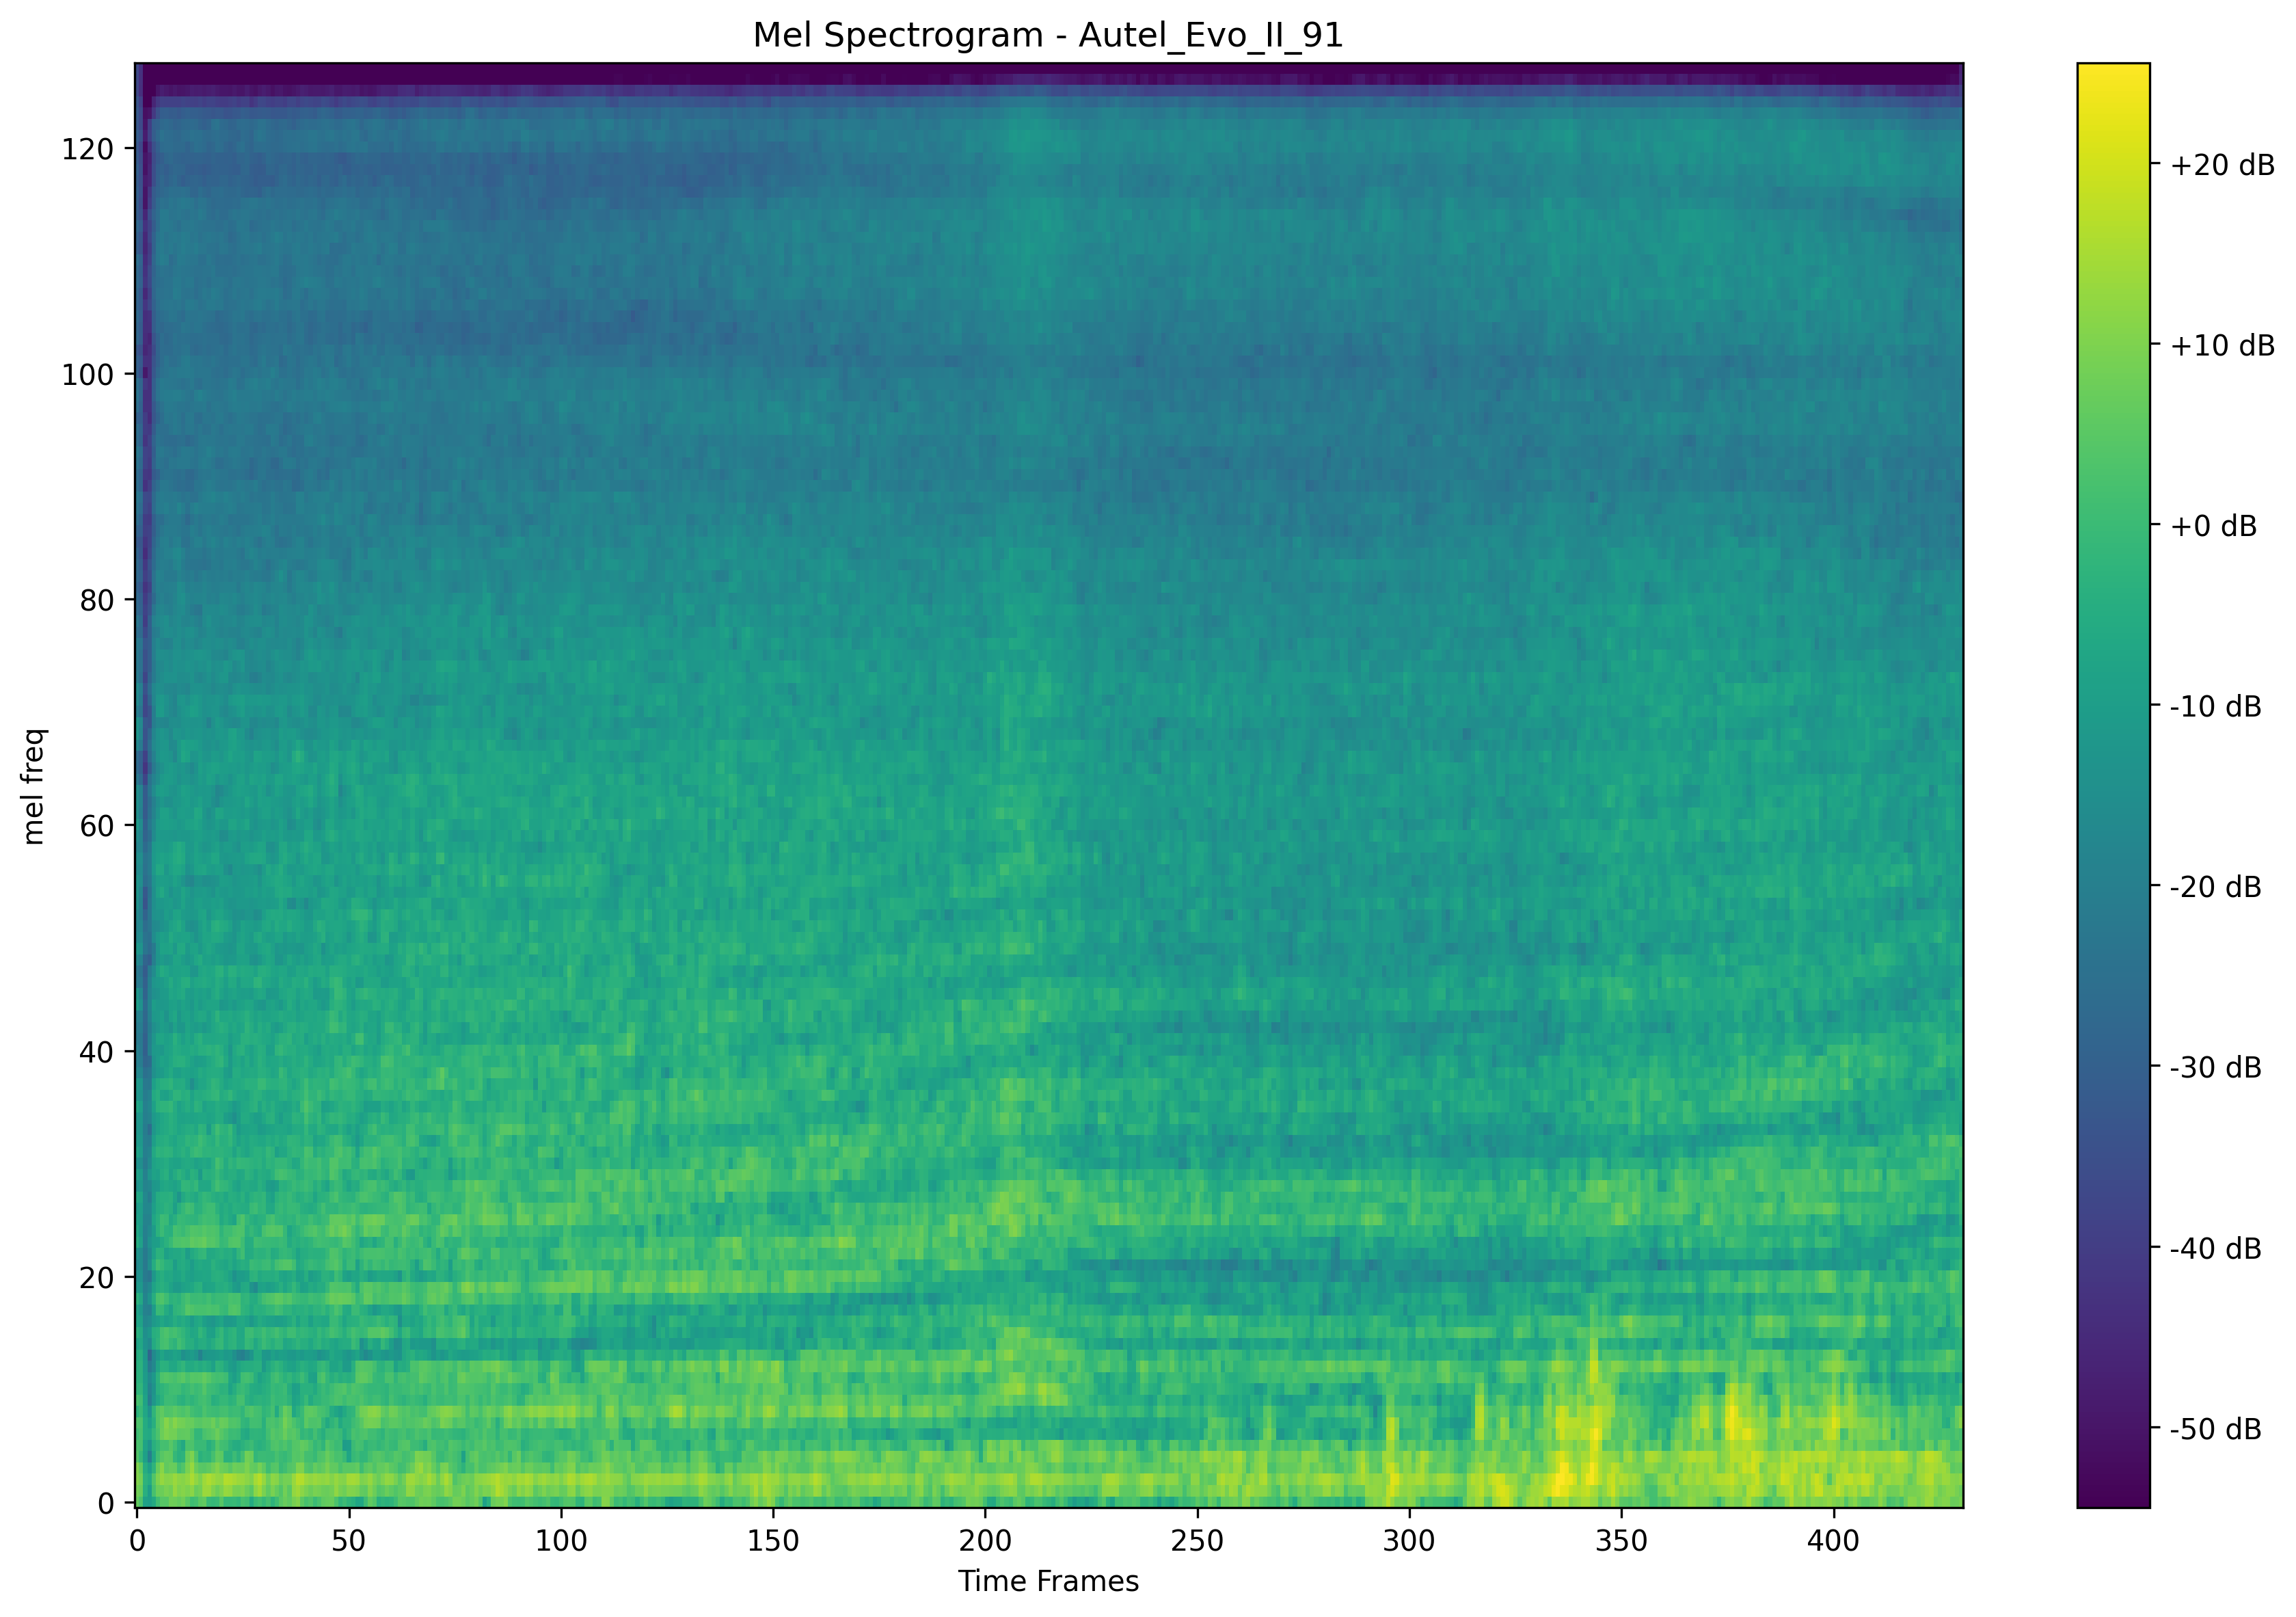 Mel Spectrogram - Autel_Evo_II_91
mel freq
120
100
80
60
40
20
0
0 50 100 150 200 250 300 350 400
Time Frames
+20 dB
+10 dB
+0 dB
-10 dB
-20 dB
-30 dB
-40 dB
-50 dB